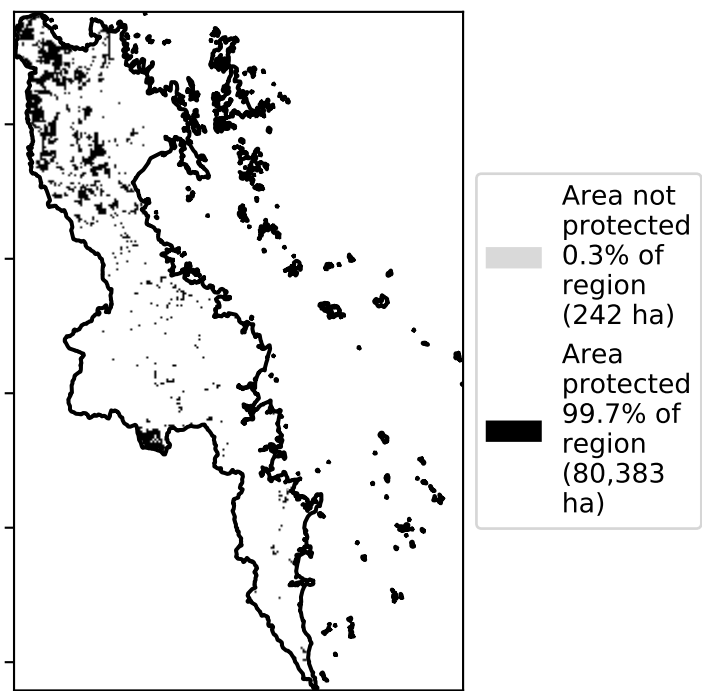 Area not
protected
0.3% of
region
(242 ha)
Area
protected
99.7% of
region
(80,383
ha)